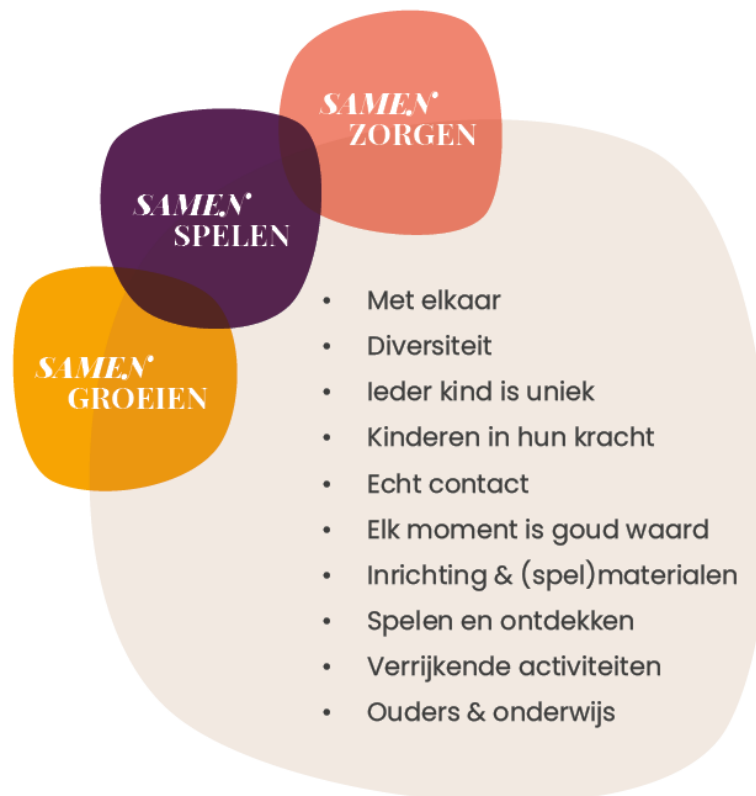 SAMEN
ZORGEN
SAMEN
SPELEN
SAMEN
GROEIEN
• Met elkaar
• Diversiteit
• Ieder kind is uniek
• Kinderen in hun kracht
• Echt contact
• Elk moment is goud waard
• Inrichting & (spel)materialen
• Spelen en ontdekken
• Verrijkende activiteiten
• Ouders & onderwijs